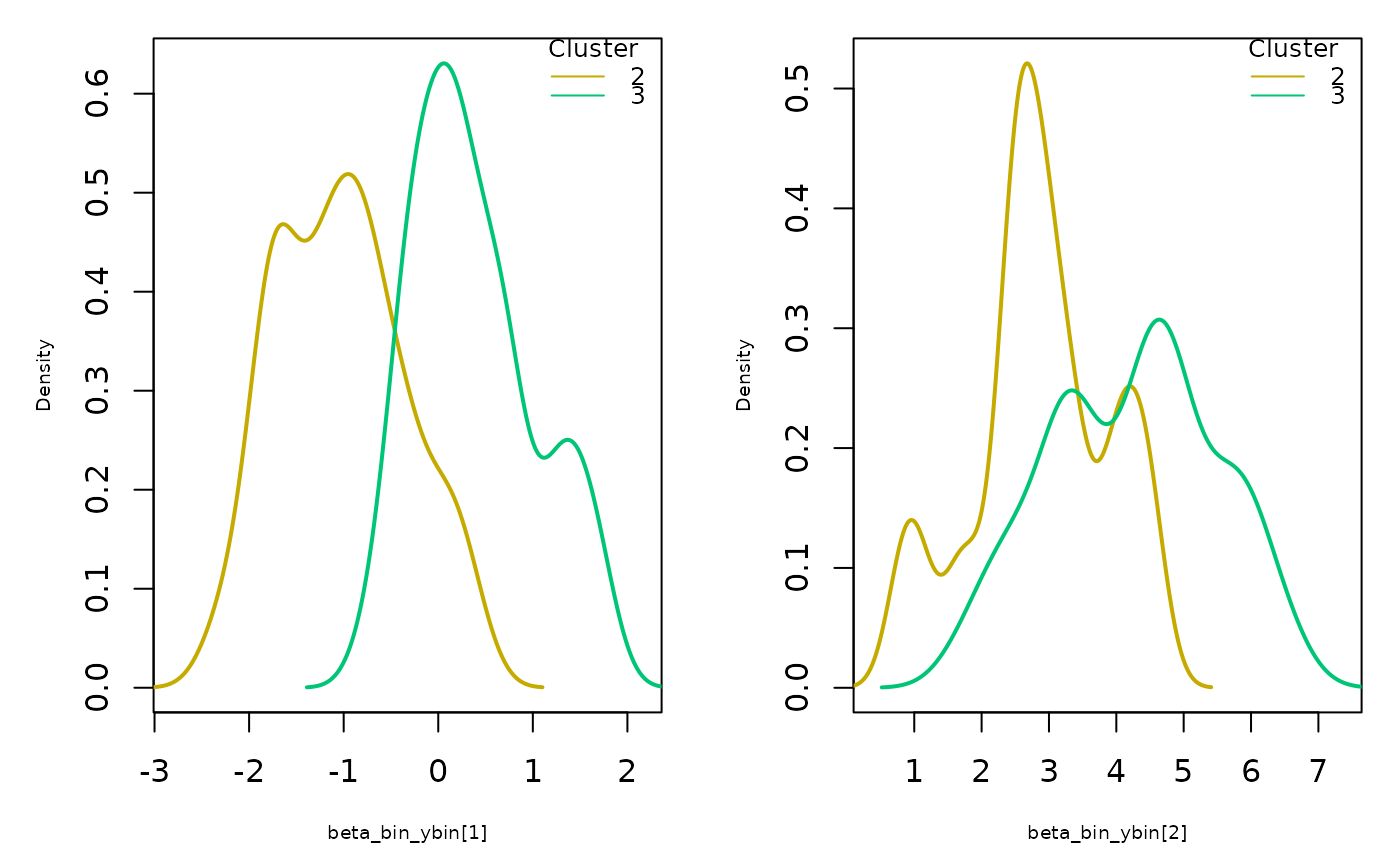 Cluster
2
3
Density
0.0 0.1 0.2 0.3 0.4 0.5 0.6
-3 -2 -1 0 1 2
beta_bin_ybin[1]
Cluster
2
3
Density
0.0 0.1 0.2 0.3 0.4 0.5
1 2 3 4 5 6 7
beta_bin_ybin[2]